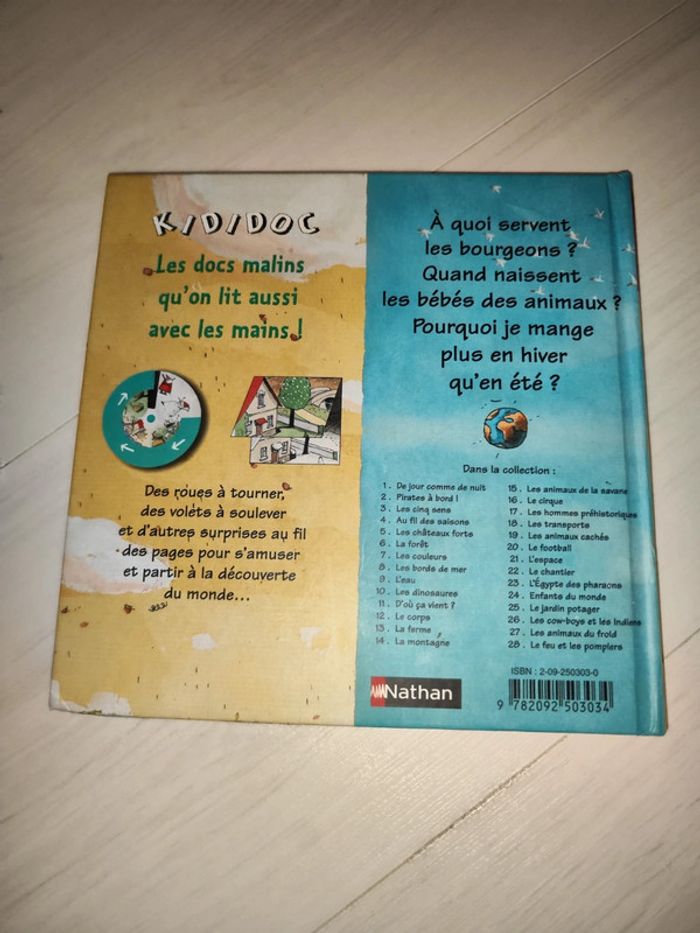 KIDIDOC
Les docs malins
qu'on lit aussi
avec les mains !
Des roues à tourner,
des volets à soulever
et d'autres surprises au fil
des pages pour s'amuser
et partir à la découverte
du monde...
À quoi servent
les bourgeons ?
Quand naissent
les bébés des animaux ?
Pourquoi je mange
plus en hiver
qu'en été ?
Dans la collection :
1. De jour comme de nuit
2. Pirates à bord !
3. Les cinq sens
4. Au fil des saisons
5. Les châteaux forts
6. La forêt
7. Les couleurs
8. Les bords de mer
9. L'eau
10. Les dinosaures
11. D'où ça vient ?
12. Le corps
13. La ferme
14. La montagne
15. Les animaux de la savane
16. Le cirque
17. Les hommes préhistoriques
18. Les transports
19. Les animaux cachés
20. Le football
21. L'espace
22. Le chantier
23. L'Égypte des pharaons
24. Enfants du monde
25. Le jardin potager
26. Les cow-boys et les Indiens
27. Les animaux du froid
28. Le feu et les pompiers
Nathan
ISBN : 2-09-250303-0
9 782092 503034